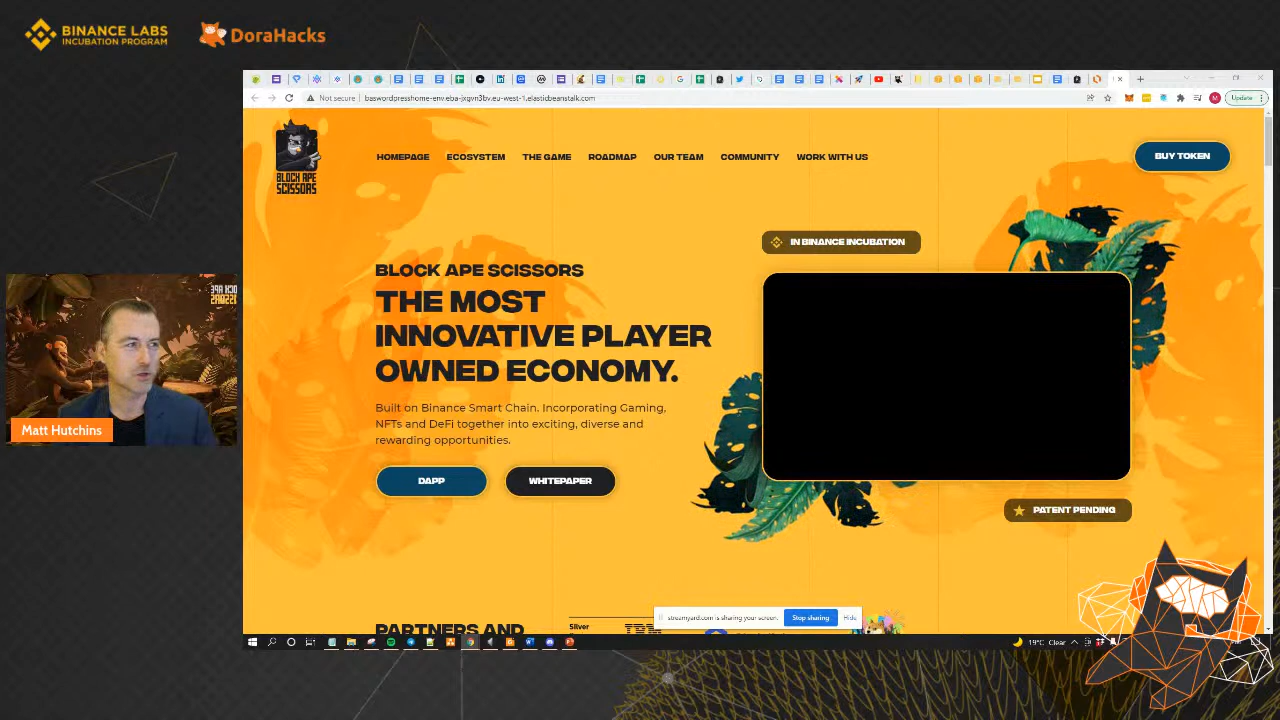 BINANCE LABS
INCUBATION PROGRAM
DoraHacks
Not secure
baswordpresshome-env.eba-jxgvn3bv.eu-west-1.elasticbeanstalk.com
Update
BLOCK APE
SCISSORS
HOMEPAGE
ECOSYSTEM
THE GAME
ROADMAP
OUR TEAM
COMMUNITY
WORK WITH US
BUY TOKEN
IN BINANCE INCUBATION
BLOCK APE SCISSORS
THE MOST
INNOVATIVE PLAYER
OWNED ECONOMY.
Built on Binance Smart Chain. Incorporating Gaming,
NFTs and DeFi together into exciting, diverse and
rewarding opportunities.
DAPP
WHITEPAPER
PATENT PENDING
Matt Hutchins
PARTNERS AND
Silver
IBM
streamyard.com is sharing your screen.
Stop sharing
Hide
19°C Clear